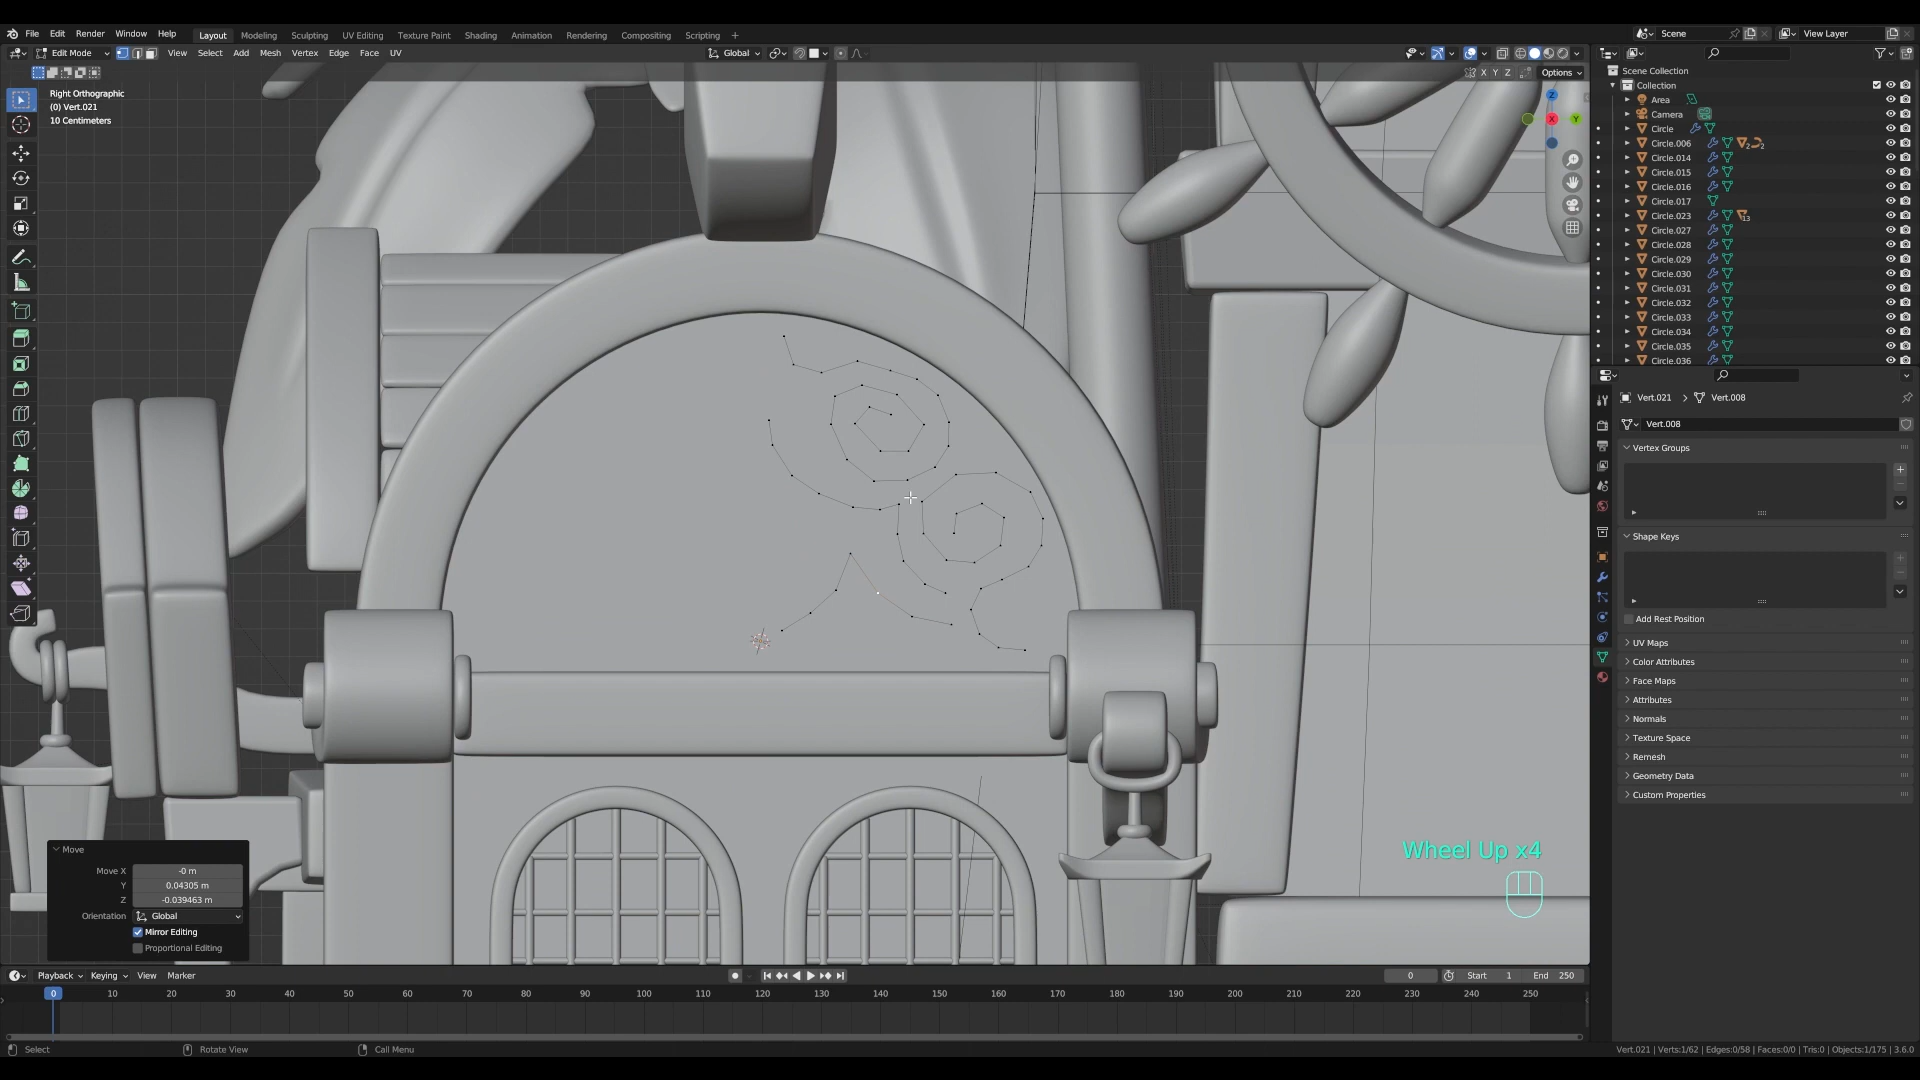 File Edit Render Window Help Layout Modeling Sculpting UV Editing Texture Paint Shading Animation Rendering Compositing Scripting + Scene View Layer
Edit Mode View Select Add Mesh Vertex Edge Face UV Global
X Y Z Options
Right Orthographic
(0) Vert.021
10 Centimeters
Z
X
Y
Scene Collection
Collection
Area
Camera
Circle
Circle.006 2 2
Circle.014
Circle.015
Circle.016
Circle.017
Circle.023 13
Circle.027
Circle.028
Circle.029
Circle.030
Circle.031
Circle.032
Circle.033
Circle.034
Circle.035
Circle.036
Vert.021 > Vert.008
Vert.008
Vertex Groups
Shape Keys
Add Rest Position
UV Maps
Color Attributes
Face Maps
Attributes
Normals
Texture Space
Remesh
Geometry Data
Custom Properties
Wheel Up x4
Move
Move X -0 m
Y 0.04305 m
Z -0.039463 m
Orientation Global
Mirror Editing
Proportional Editing
Playback Keying View Marker 0 Start 1 End 250
0 10 20 30 40 50 60 70 80 90 100 110 120 130 140 150 160 170 180 190 200 210 220 230 240 250
Select Rotate View Call Menu Vert.021 | Verts:1/62 | Edges:0/58 | Faces:0/0 | Tris:0 | Objects:1/175 | 3.6.0